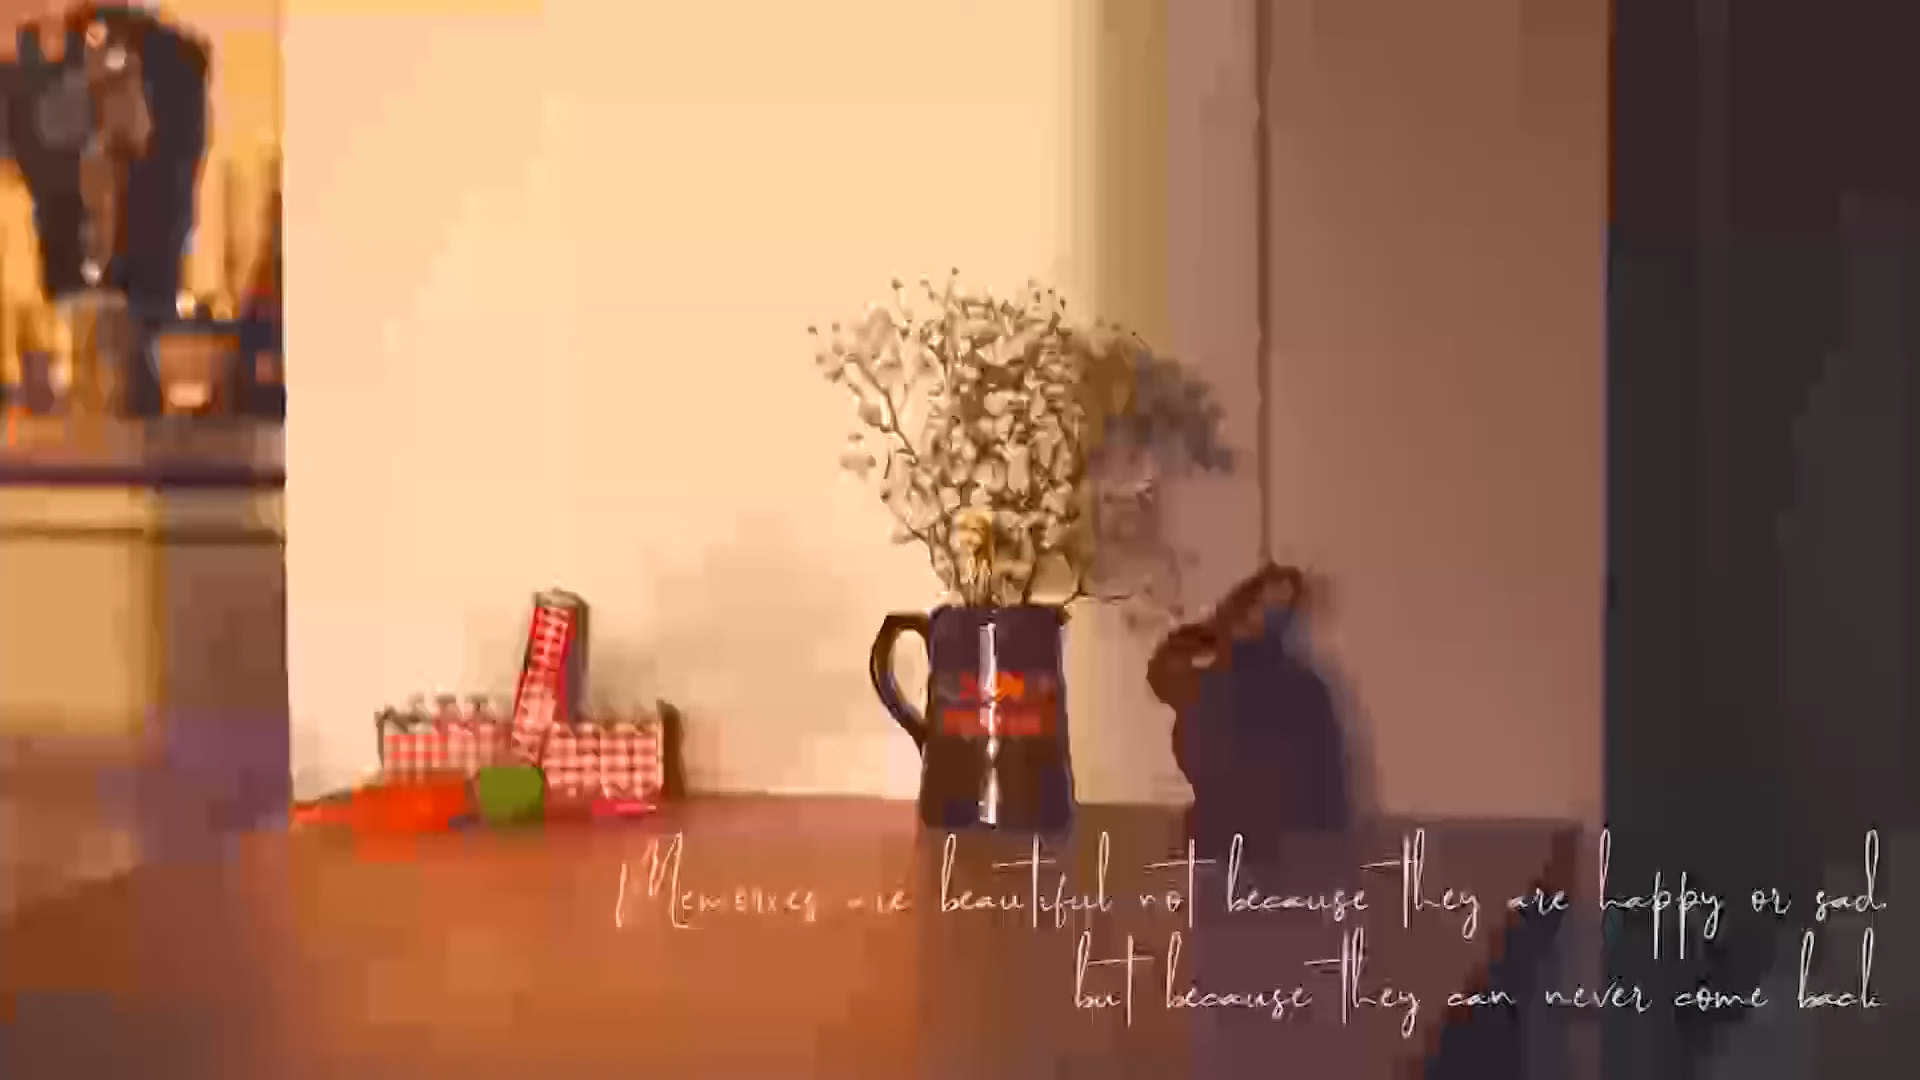 Memories are beautiful not because they are happy or sad,
but because they can never come back